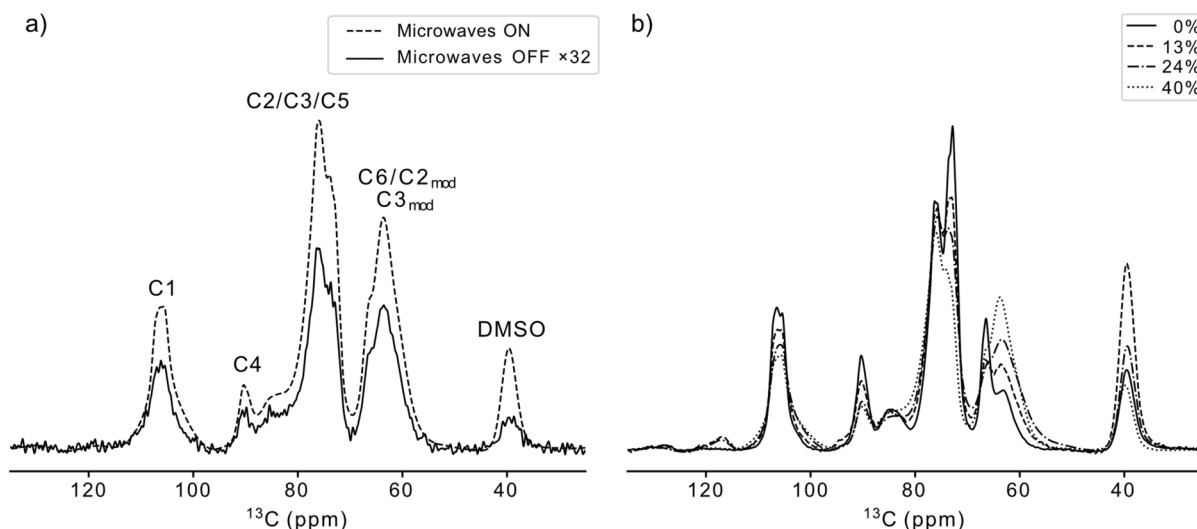 a)
Microwaves ON
Microwaves OFF ×32
C2/C3/C5
C6/C2mod
C3mod
C1
C4
DMSO
120 100 80 60 40
13C (ppm)
b)
0%
13%
24%
40%
120 100 80 60 40
13C (ppm)